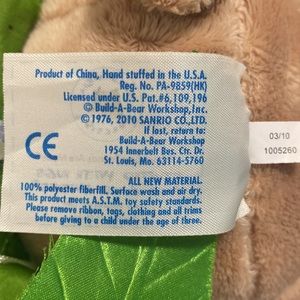 Product of China, Hand stuffed in the U.S.A.
Reg. No. PA-9859(HK)
Licensed under U.S. Pat.#6,109,196
© Build-A-Bear Workshop,Inc.
© 1976, 2010 SANRIO CO.,LTD.
Build-A-Bear Workshop
1954 Innerbelt Bus. Ctr. Dr.
St. Louis, Mo. 63114-5760
CE
ALL NEW MATERIAL.
100% polyester fiberfill. Surface wash and air dry.
This product meets A.S.T.M. toy safety standards.
Please remove ribbon, tags, clothing and all trims
before giving to a child under the age of three.
03/10
1005260